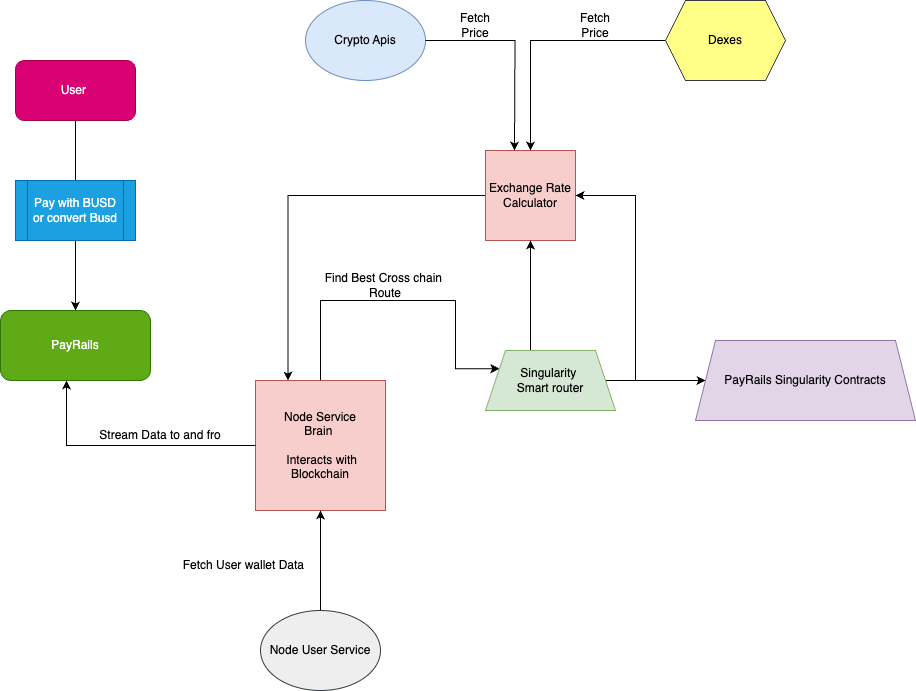 Fetch
Price
Fetch
Price
Crypto Apis
Dexes
User
Exchange Rate
Calculator
Pay with BUSD
or convert Busd
Find Best Cross chain
Route
PayRails
Singularity
Smart router
PayRails Singularity Contracts
Node Service
Brain
Interacts with
Blockchain
Stream Data to and fro
Fetch User wallet Data
Node User Service